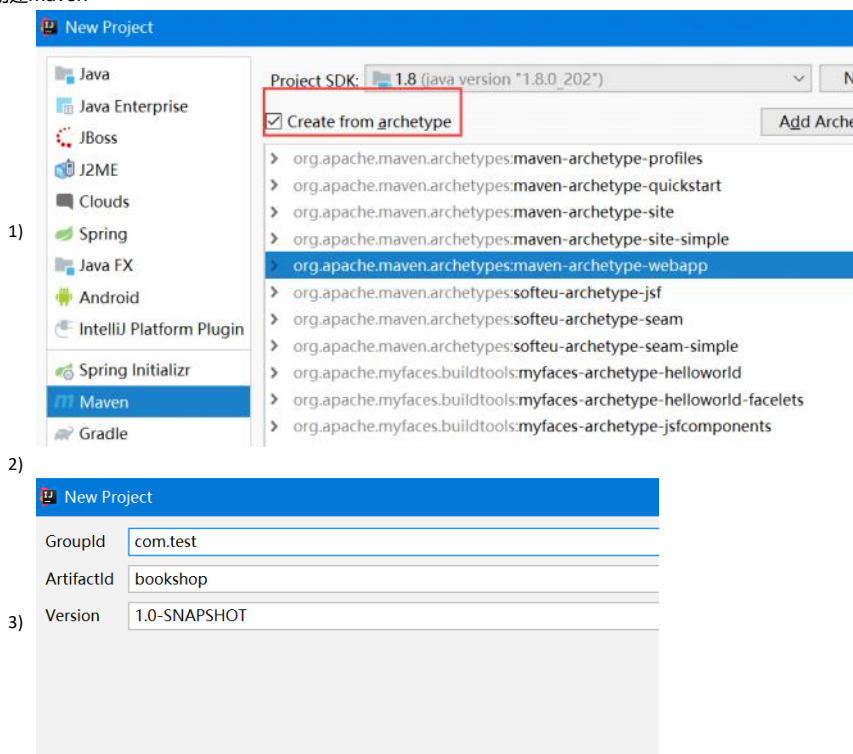 New Project
Java
Java Enterprise
JBoss
J2ME
Clouds
1)
Spring
Java FX
Android
IntelliJ Platform Plugin
Spring Initializr
Maven
Gradle
Project SDK: 1.8 (java version "1.8.0_202")
Create from archetype
Add Arche
org.apache.maven.archetypes:maven-archetype-profiles
org.apache.maven.archetypes:maven-archetype-quickstart
org.apache.maven.archetypes:maven-archetype-site
org.apache.maven.archetypes:maven-archetype-site-simple
org.apache.maven.archetypes:maven-archetype-webapp
org.apache.maven.archetypes:softeu-archetype-jsf
org.apache.maven.archetypes:softeu-archetype-seam
org.apache.maven.archetypes:softeu-archetype-seam-simple
org.apache.myfaces.buildtools:myfaces-archetype-helloworld
org.apache.myfaces.buildtools:myfaces-archetype-helloworld-facelets
org.apache.myfaces.buildtools:myfaces-archetype-jsfcomponents
2)
New Project
GroupId com.test
ArtifactId bookshop
Version 1.0-SNAPSHOT
3)